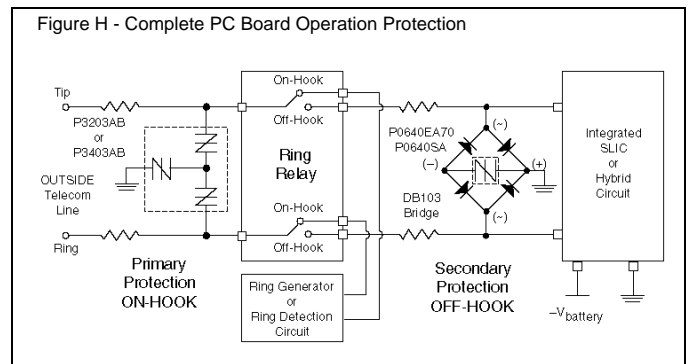 Figure H - Complete PC Board Operation Protection
Tip
P3203AB
or
P3403AB
OUTSIDE
Telecom
Line
Ring
Primary
Protection
ON-HOOK
On-Hook
Off-Hook
Ring
Relay
On-Hook
Off-Hook
Ring Generator
or
Ring Detection
Circuit
P0640EA70
P0640SA
(~)
(−)
(+)
DB103
Bridge
(~)
Secondary
Protection
OFF-HOOK
Integrated
SLIC
or
Hybrid
Circuit
−Vbattery